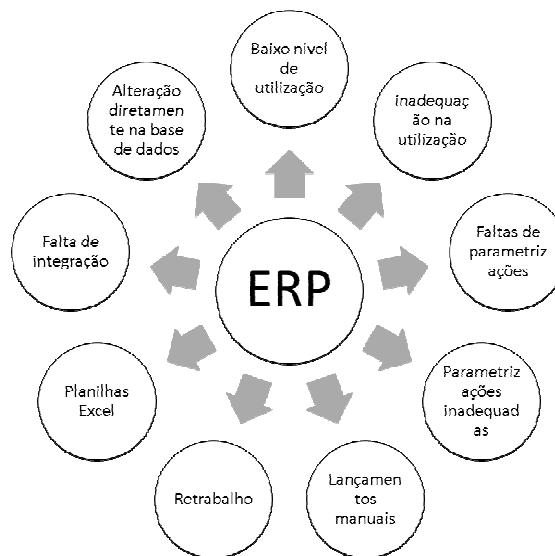 Baixo nível
de
utilização
inadequaç
ão na
utilização
Faltas de
parametriz
ações
Parametriz
ações
inadequad
as
Lançamen
tos
manuais
Retrabalho
Planilhas
Excel
Falta de
integração
Alteração
diretamen
te na base
de dados
ERP